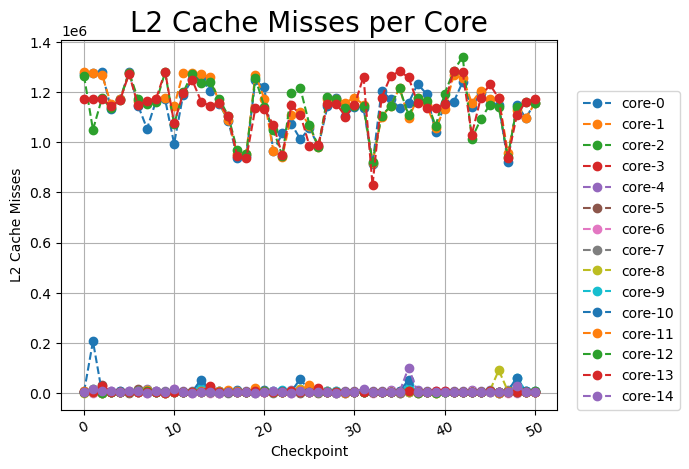 L2 Cache Misses per Core
1e6
1.4
1.2
1.0
0.8
0.6
0.4
0.2
0.0
L2 Cache Misses
0
10
20
30
40
50
Checkpoint
core-0
core-1
core-2
core-3
core-4
core-5
core-6
core-7
core-8
core-9
core-10
core-11
core-12
core-13
core-14